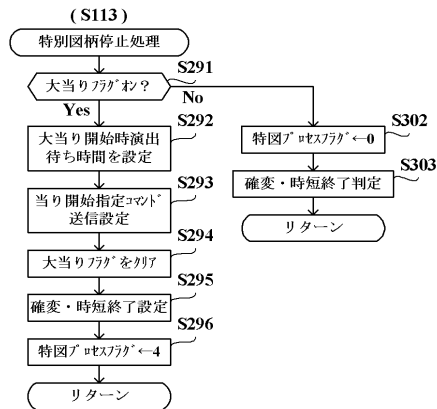 (S113)
特別図柄停止処理
S291
大当りフラグオン?
Yes
No
S292
大当り開始時演出
待ち時間を設定
S293
当り開始指定コマンド
送信設定
S294
大当りフラグをクリア
S295
確変・時短終了設定
S296
特図プロセスフラグ←4
リターン
S302
特図プロセスフラグ←0
S303
確変・時短終了判定
リターン